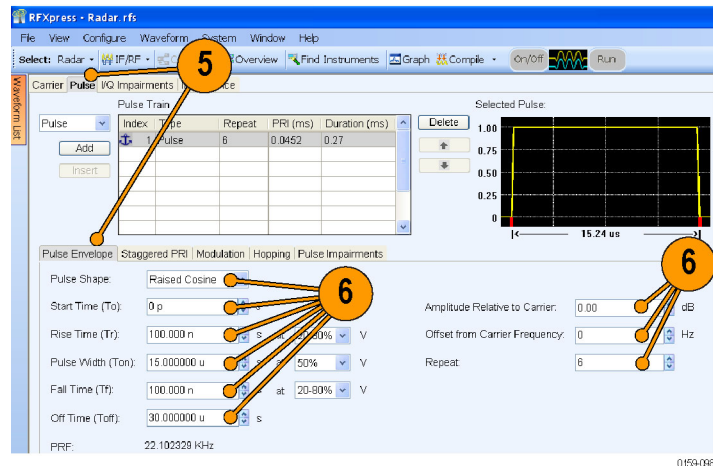 RFXpress - Radar.rfs
File View Configure Waveform System Window Help
Select: Radar IF/RF Overview Find Instruments Graph Compile On/Off Run
5
Waveform List
Carrier Pulse I/Q Impairments
Pulse Train
Selected Pulse:
Pulse
Add
Insert
Index Type Repeat PRI (ms) Duration (ms)
1 Pulse 6 0.0452 0.27
Delete
1.00
0.75
0.50
0.25
0
15.24 us
Pulse Envelope Staggered PRI Modulation Hopping Pulse Impairments
6
6
Pulse Shape: Raised Cosine
Start Time (To): 0 p s
Amplitude Relative to Carrier: 0.00 dB
Rise Time (Tr): 100.000 n s at 20-80% V
Offset from Carrier Frequency: 0 Hz
Pulse Width (Ton): 15.000000 u s at 50% V
Repeat: 6
Fall Time (Tf): 100.000 n s at 20-80% V
Off Time (Toff): 30.000000 u s
PRF: 22.102329 KHz